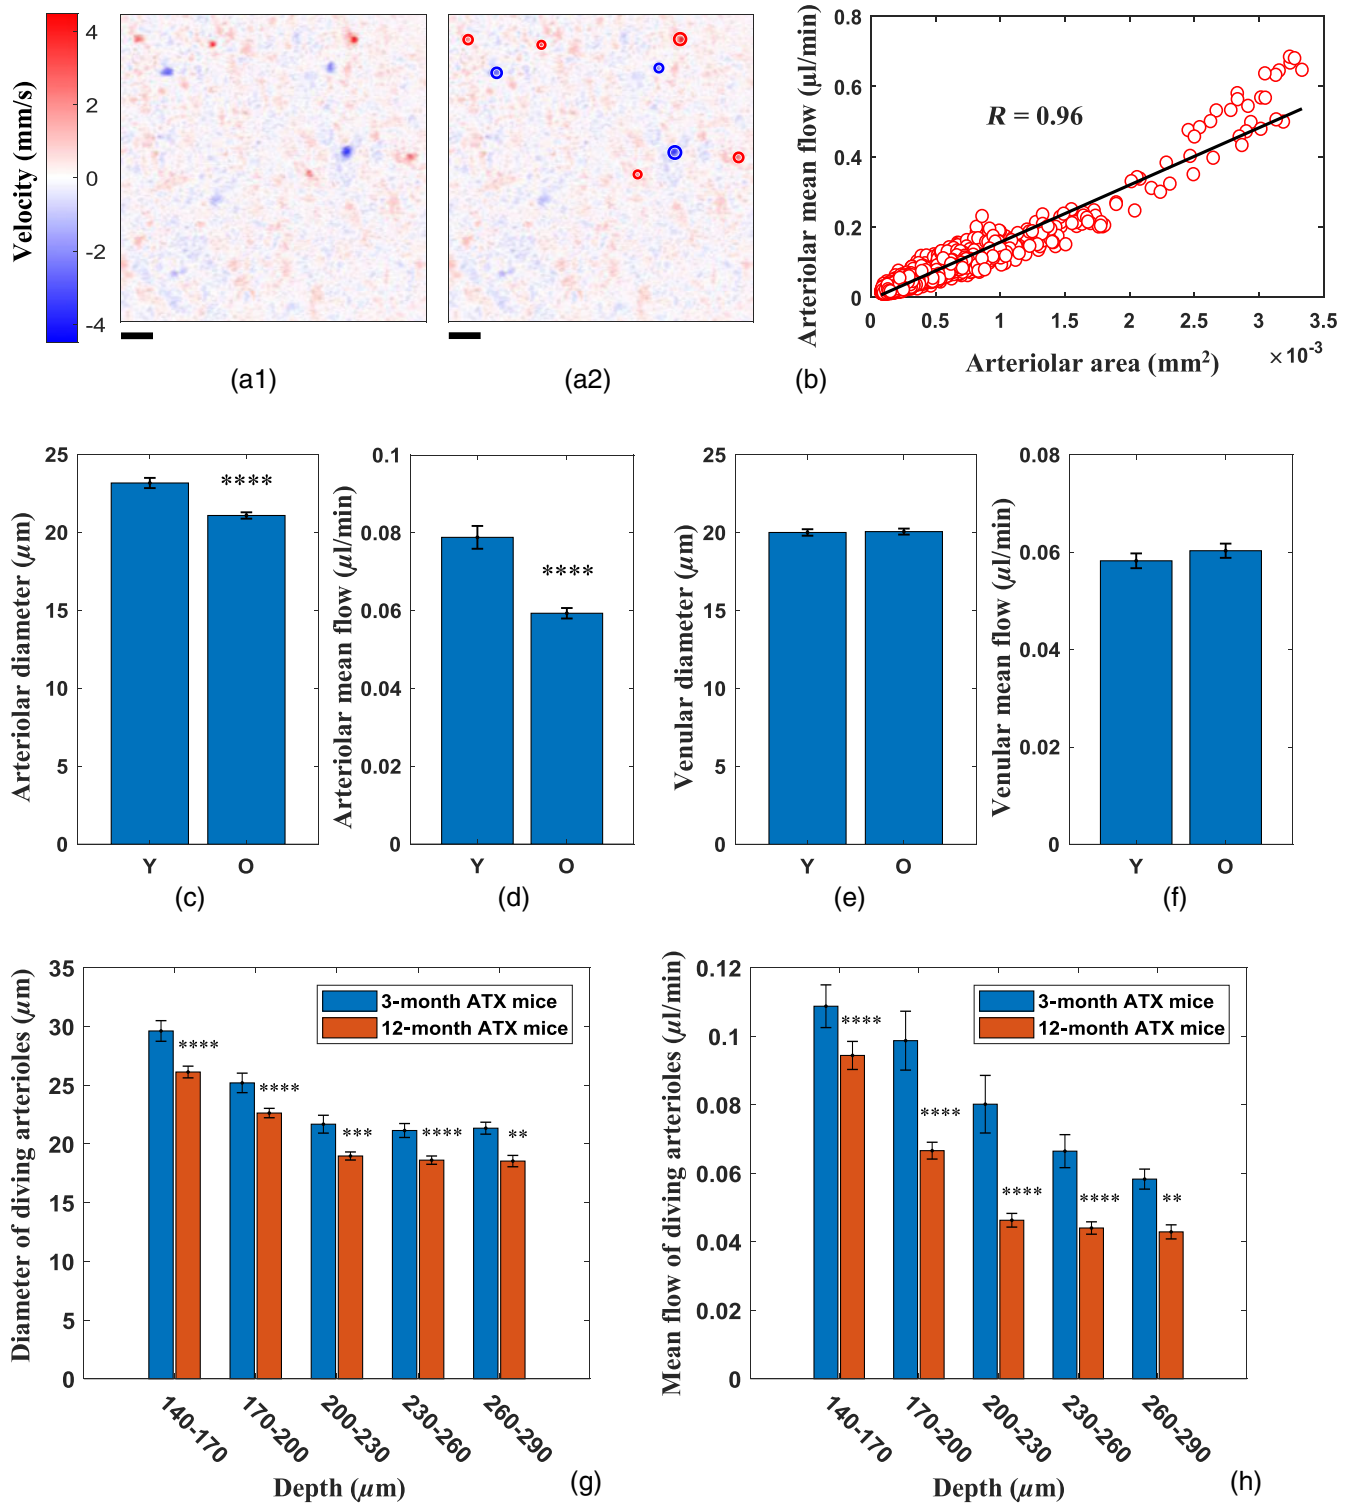 Velocity (mm/s)
4
2
0
-2
-4
(a1)
(a2)
Arteriolar mean flow (µl/min)
0.8
0.6
0.4
0.2
0
R = 0.96
0 0.5 1 1.5 2 2.5 3 3.5
×10-3
Arteriolar area (mm2)
(b)
Arteriolar diameter (µm)
25
20
15
10
5
0
****
Y O
(c)
Arteriolar mean flow (µl/min)
0.1
0.08
0.06
0.04
0.02
0
****
Y O
(d)
Venular diameter (µm)
25
20
15
10
5
0
Y O
(e)
Venular mean flow (µl/min)
0.08
0.06
0.04
0.02
0
Y O
(f)
Diameter of diving arterioles (µm)
35
30
25
20
15
10
5
0
3-month ATX mice
12-month ATX mice
**** **** *** **** **
140-170 170-200 200-230 230-260 260-290
Depth (µm)
(g)
Mean flow of diving arterioles (µl/min)
0.12
0.1
0.08
0.06
0.04
0.02
0
3-month ATX mice
12-month ATX mice
**** **** **** **** **
140-170 170-200 200-230 230-260 260-290
Depth (µm)
(h)